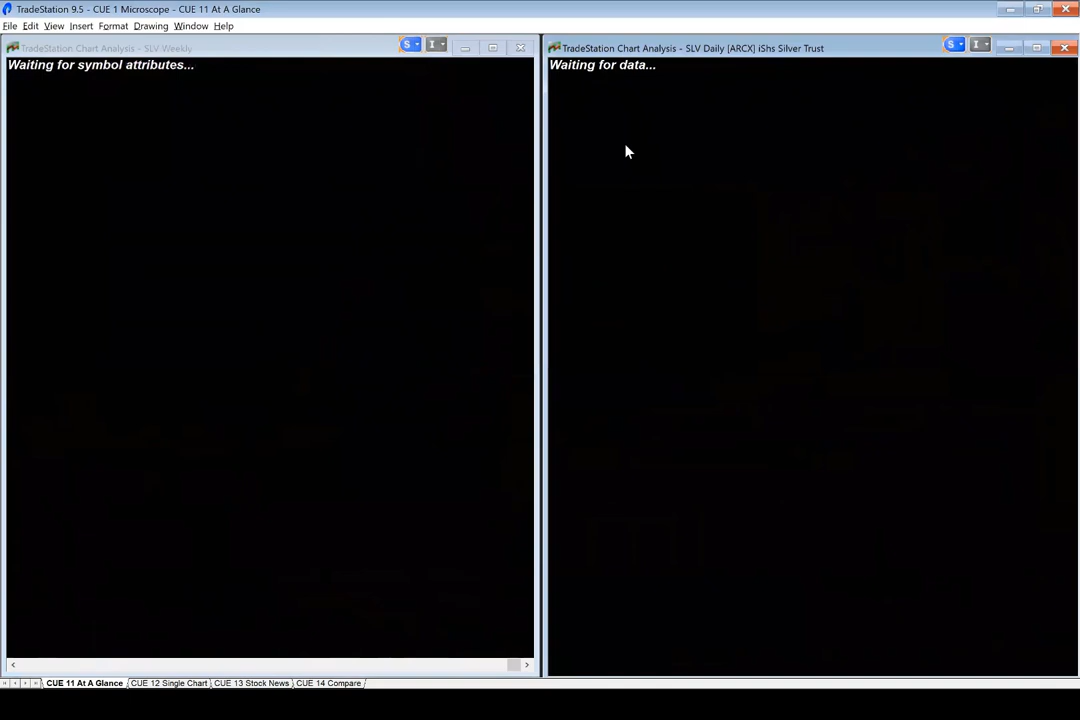 TradeStation 9.5 - CUE 1 Microscope - CUE 11 At A Glance
File Edit View Insert Format Drawing Window Help
TradeStation Chart Analysis - SLV Weekly
S I
TradeStation Chart Analysis - SLV Daily [ARCX] iShs Silver Trust
S I
Waiting for symbol attributes...
Waiting for data...
CUE 11 At A Glance CUE 12 Single Chart CUE 13 Stock News CUE 14 Compare